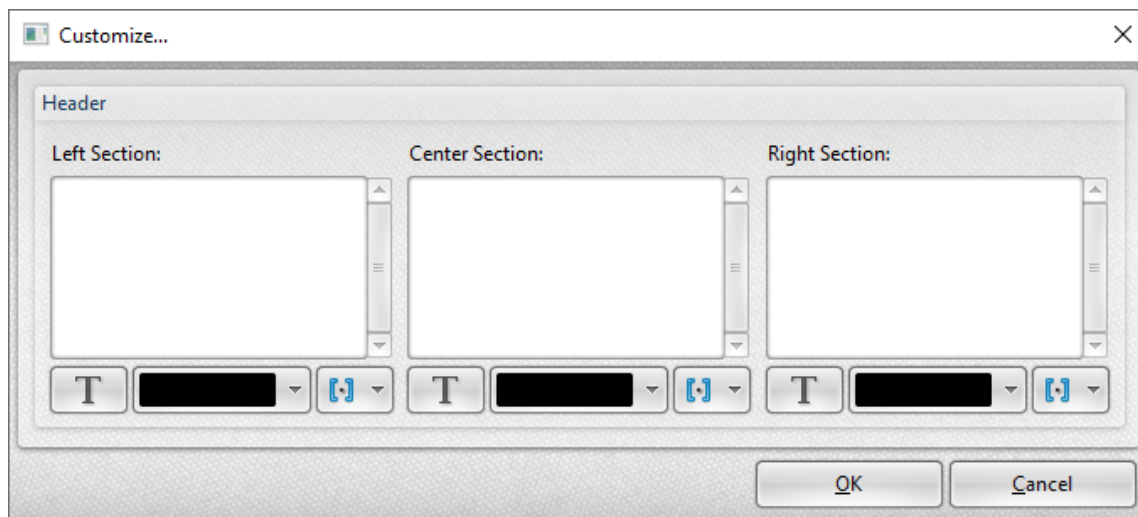 Customize...
Header
Left Section:
Center Section:
Right Section:
T
T
T
OK
Cancel